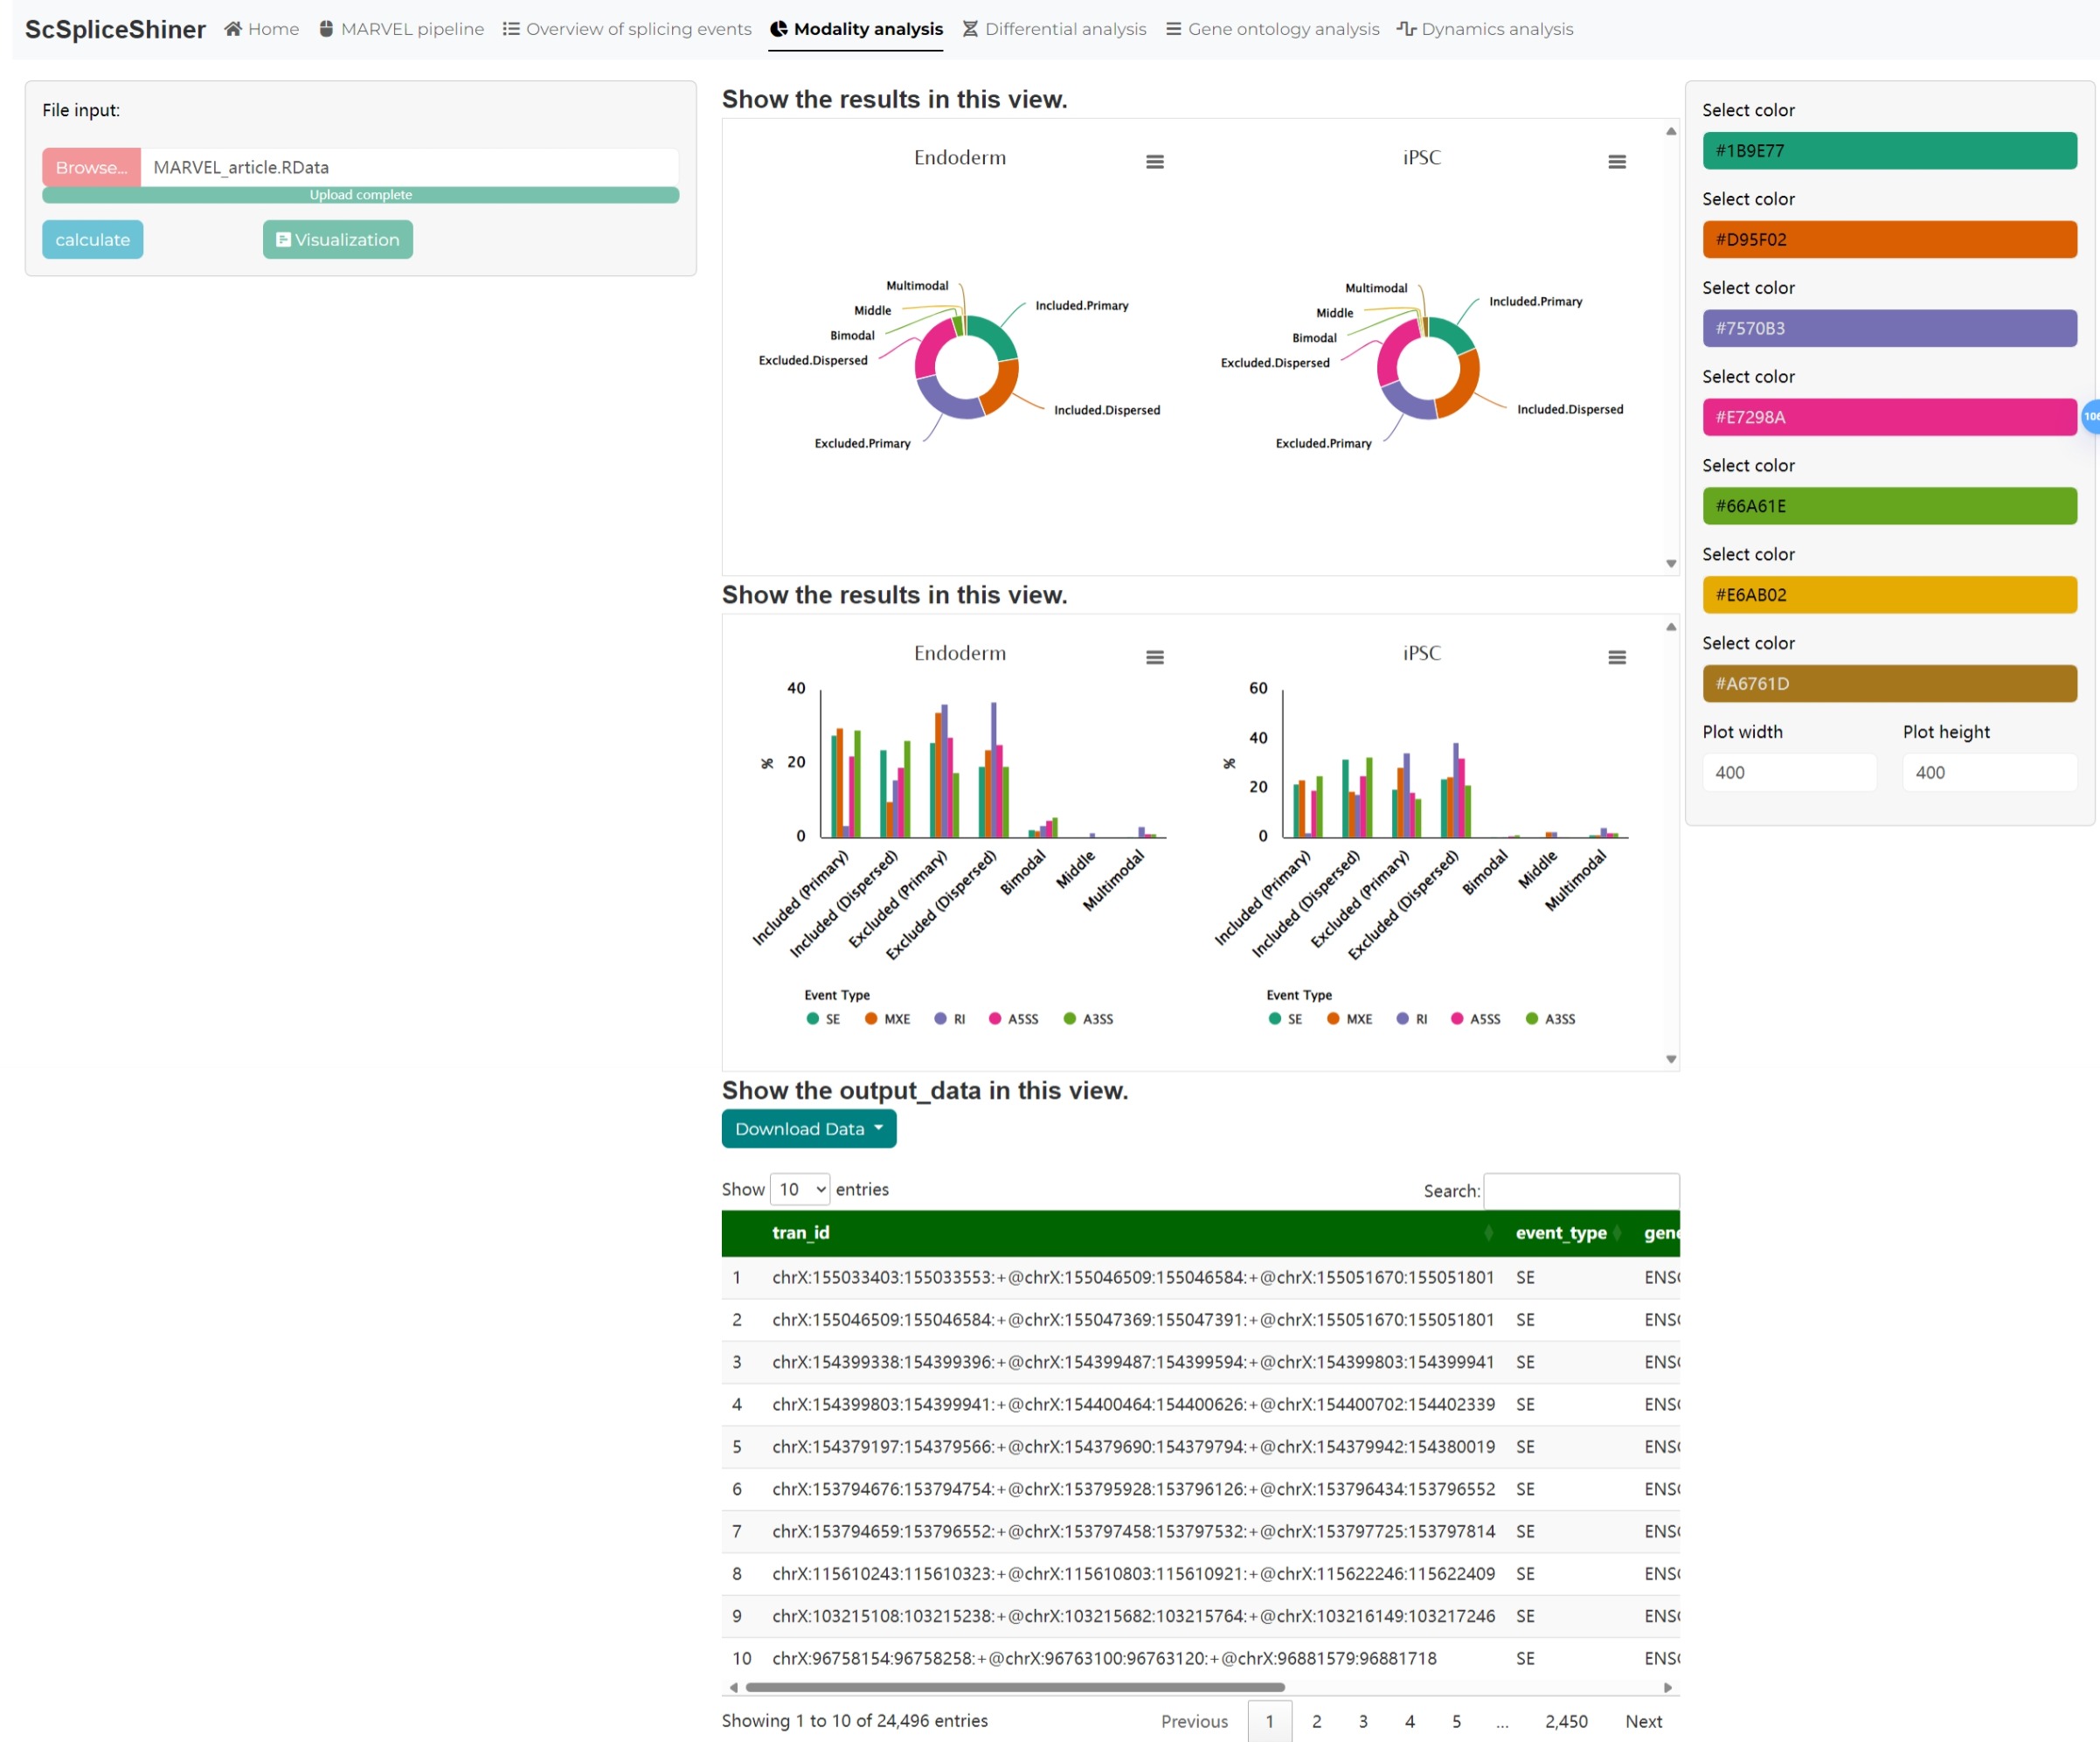 ScSpliceShiner Home MARVEL pipeline Overview of splicing events Modality analysis Differential analysis Gene ontology analysis Dynamics analysis
File input:
Browse... MARVEL_article.RData
Upload complete
calculate Visualization
Show the results in this view.
Endoderm
Multimodal
Middle
Bimodal
Excluded.Dispersed
Excluded.Primary
Included.Primary
Included.Dispersed
iPSC
Multimodal
Middle
Bimodal
Excluded.Dispersed
Excluded.Primary
Included.Primary
Included.Dispersed
Show the results in this view.
Endoderm
40
20
0
%
Included (Primary)
Included (Dispersed)
Excluded (Primary)
Excluded (Dispersed)
Bimodal
Middle
Multimodal
Event Type
SE MXE RI A5SS A3SS
iPSC
60
40
20
0
%
Included (Primary)
Included (Dispersed)
Excluded (Primary)
Excluded (Dispersed)
Bimodal
Middle
Multimodal
Event Type
SE MXE RI A5SS A3SS
Show the output_data in this view.
Download Data
Show 10 entries Search:
tran_id event_type gene
1 chrX:155033403:155033553:+@chrX:155046509:155046584:+@chrX:155051670:155051801 SE ENS
2 chrX:155046509:155046584:+@chrX:155047369:155047391:+@chrX:155051670:155051801 SE ENS
3 chrX:154399338:154399396:+@chrX:154399487:154399594:+@chrX:154399803:154399941 SE ENS
4 chrX:154399803:154399941:+@chrX:154400464:154400626:+@chrX:154400702:154402339 SE ENS
5 chrX:154379197:154379566:+@chrX:154379690:154379794:+@chrX:154379942:154380019 SE ENS
6 chrX:153794676:153794754:+@chrX:153795928:153796126:+@chrX:153796434:153796552 SE ENS
7 chrX:153794659:153796552:+@chrX:153797458:153797532:+@chrX:153797725:153797814 SE ENS
8 chrX:115610243:115610323:+@chrX:115610803:115610921:+@chrX:115622246:115622409 SE ENS
9 chrX:103215108:103215238:+@chrX:103215682:103215764:+@chrX:103216149:103217246 SE ENS
10 chrX:96758154:96758258:+@chrX:96763100:96763120:+@chrX:96881579:96881718 SE ENS
Showing 1 to 10 of 24,496 entries Previous 1 2 3 4 5 ... 2,450 Next
Select color
#1B9E77
Select color
#D95F02
Select color
#7570B3
Select color
#E7298A
Select color
#66A61E
Select color
#E6AB02
Select color
#A6761D
Plot width Plot height
400 400